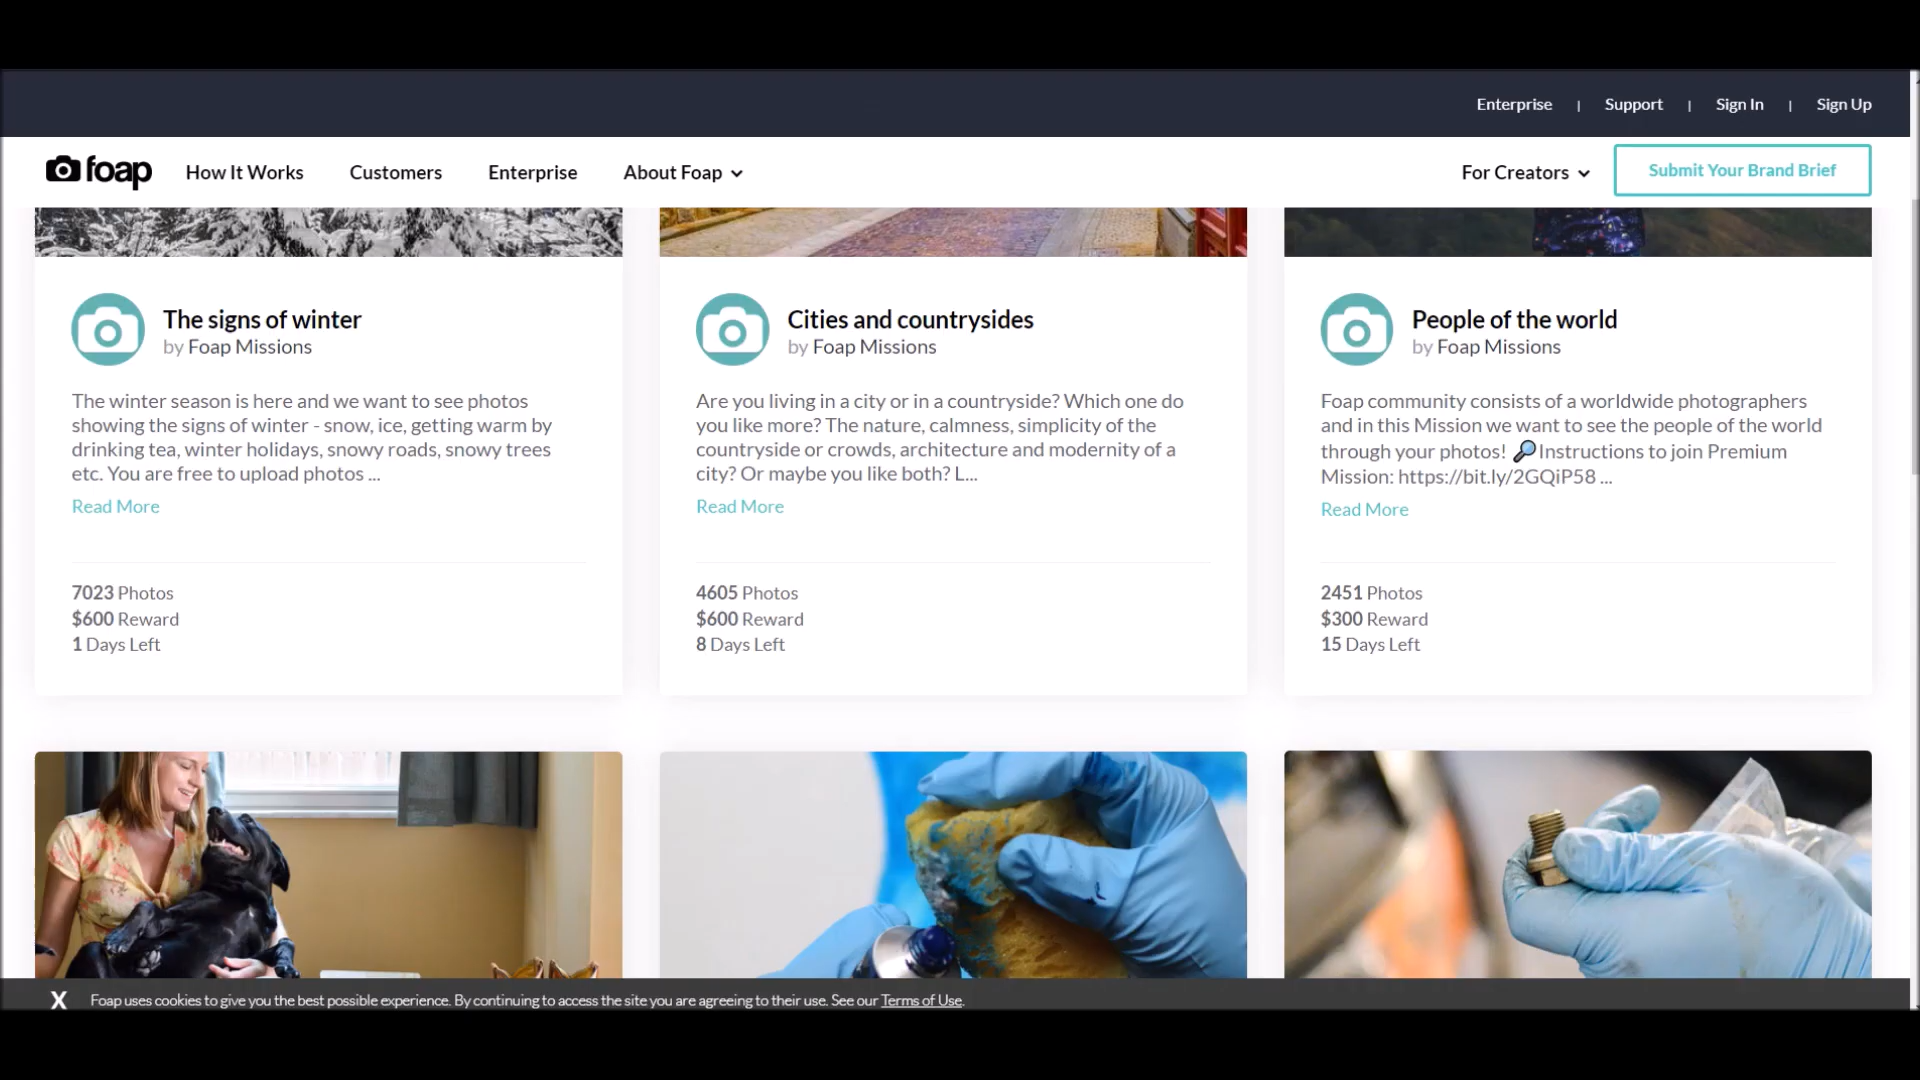 Enterprise | Support | Sign In | Sign Up
foap How It Works Customers Enterprise About Foap For Creators Submit Your Brand Brief
The signs of winter
by Foap Missions
The winter season is here and we want to see photos
showing the signs of winter - snow, ice, getting warm by
drinking tea, winter holidays, snowy roads, snowy trees
etc. You are free to upload photos ...
Read More
7023 Photos
$600 Reward
1 Days Left
Cities and countrysides
by Foap Missions
Are you living in a city or in a countryside? Which one do
you like more? The nature, calmness, simplicity of the
countryside or crowds, architecture and modernity of a
city? Or maybe you like both? L...
Read More
4605 Photos
$600 Reward
8 Days Left
People of the world
by Foap Missions
Foap community consists of a worldwide photographers
and in this Mission we want to see the people of the world
through your photos! 🔎Instructions to join Premium
Mission: https://bit.ly/2GQiP58 ...
Read More
2451 Photos
$300 Reward
15 Days Left
X Foap uses cookies to give you the best possible experience. By continuing to access the site you are agreeing to their use. See our Terms of Use.